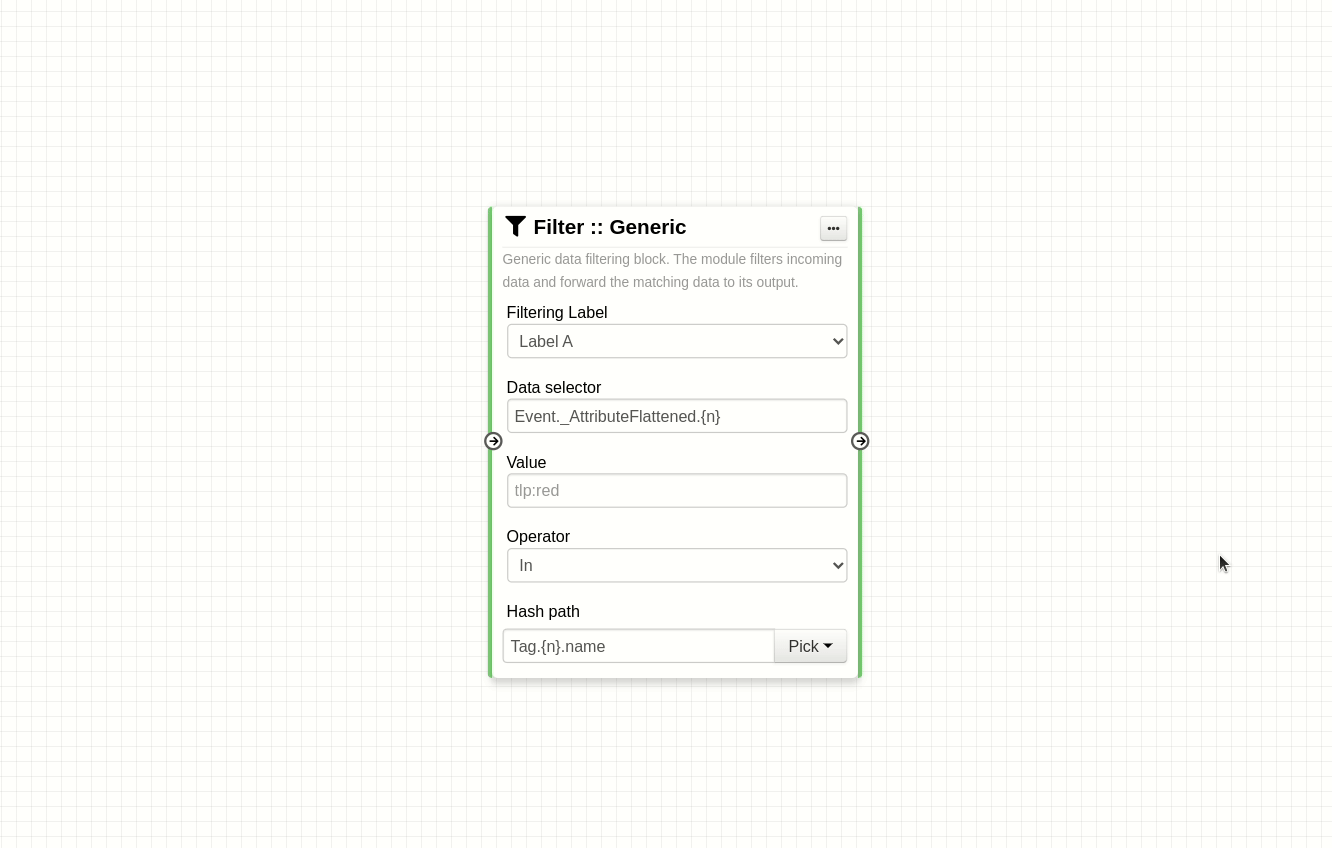 Filter :: Generic
Generic data filtering block. The module filters incoming
data and forward the matching data to its output.
Filtering Label
Label A
Data selector
Event._AttributeFlattened.{n}
Value
tlp:red
Operator
In
Hash path
Tag.{n}.name
Pick